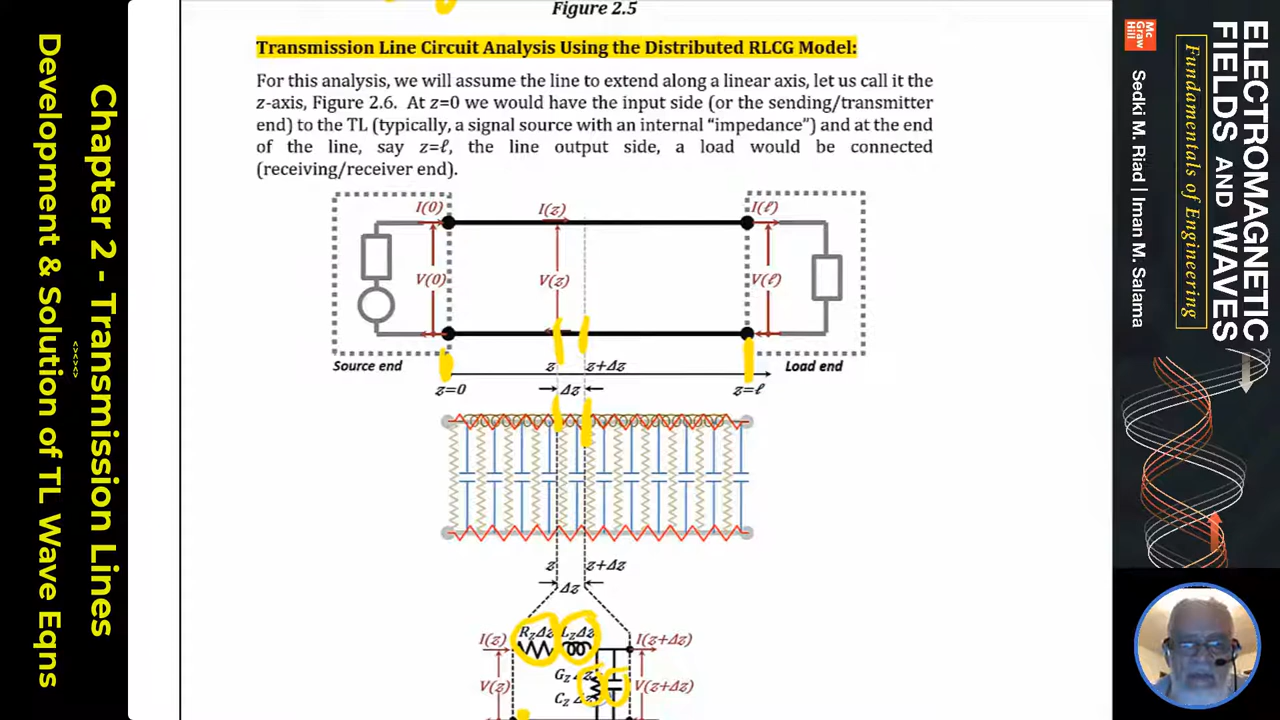 Chapter 2 - Transmission Lines
Development & Solution of TL Wave Eqns
Figure 2.5
Transmission Line Circuit Analysis Using the Distributed RLCG Model:
For this analysis, we will assume the line to extend along a linear axis, let us call it the
z-axis, Figure 2.6. At z=0 we would have the input side (or the sending/transmitter
end) to the TL (typically, a signal source with an internal “impedance”) and at the end
of the line, say z=ℓ, the line output side, a load would be connected
(receiving/receiver end).
I(0) I(z) I(ℓ)
V(0) V(z) V(ℓ)
Source end z z+Δz Load end
z=0 Δz z=ℓ
z z+Δz
Δz
I(z) RzΔz LzΔz I(z+Δz)
V(z) Gz Cz Δz V(z+Δz)
Mc
Graw
Hill
ELECTROMAGNETIC
FIELDS AND WAVES
Fundamentals of Engineering
Sedki M. Riad | Iman M. Salama